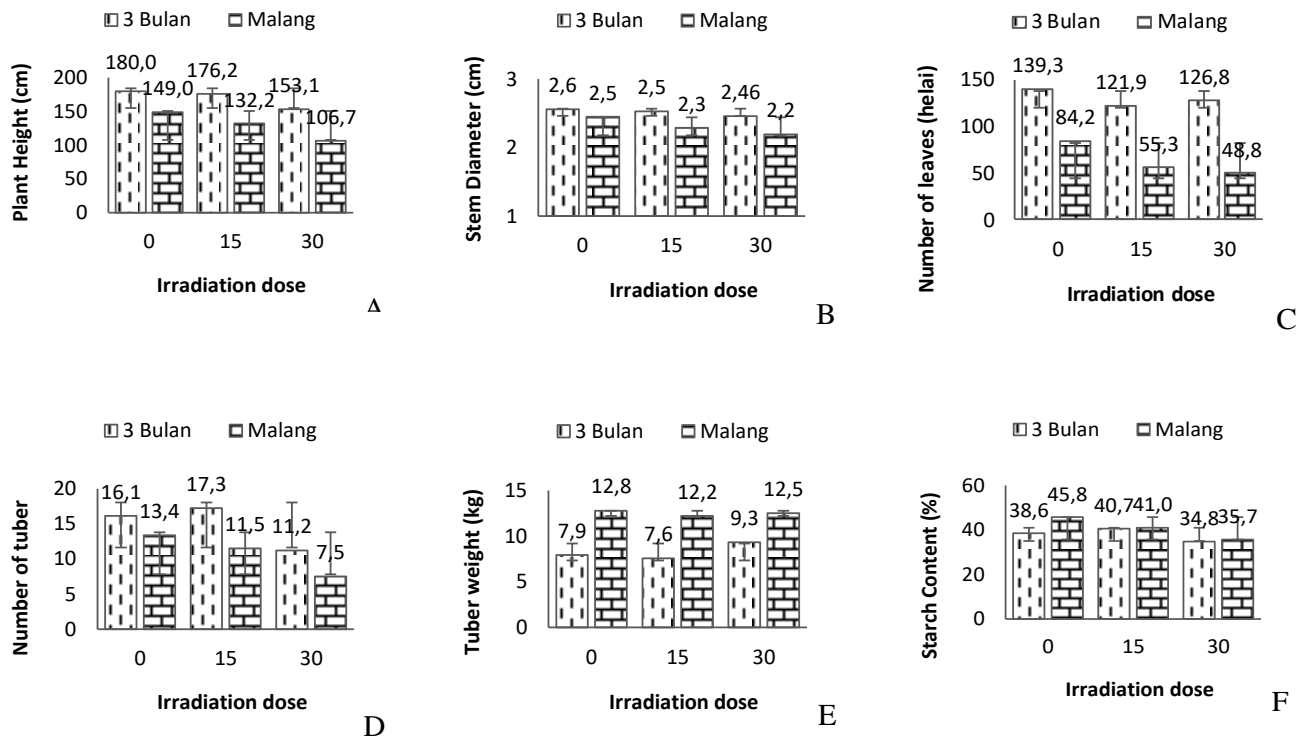 3 Bulan Malang
180,0 176,2 153,1
149,0 132,2 106,7
200
150
100
50
0
Plant Height (cm)
0 15 30
Irradiation dose
A
3 Bulan Malang
2,6 2,5 2,5 2,3 2,46 2,2
3
2
1
Stem Diameter (cm)
0 15 30
Irradiation dose
B
3 Bulan Malang
139,3 121,9 126,8
84,2 55,3 48,8
150
100
50
0
Number of leaves (helai)
0 15 30
Irradiation dose
C
3 Bulan Malang
16,1 13,4 17,3 11,5 11,2 7,5
20
15
10
5
0
Number of tuber
0 15 30
Irradiation dose
D
3 Bulan Malang
7,9 12,8 7,6 12,2 9,3 12,5
15
10
5
0
Tuber weight (kg)
0 15 30
Irradiation dose
E
3 Bulan Malang
38,6 45,8 40,7 41,0 34,8 35,7
60
40
20
0
Starch Content (%)
0 15 30
Irradiation dose
F